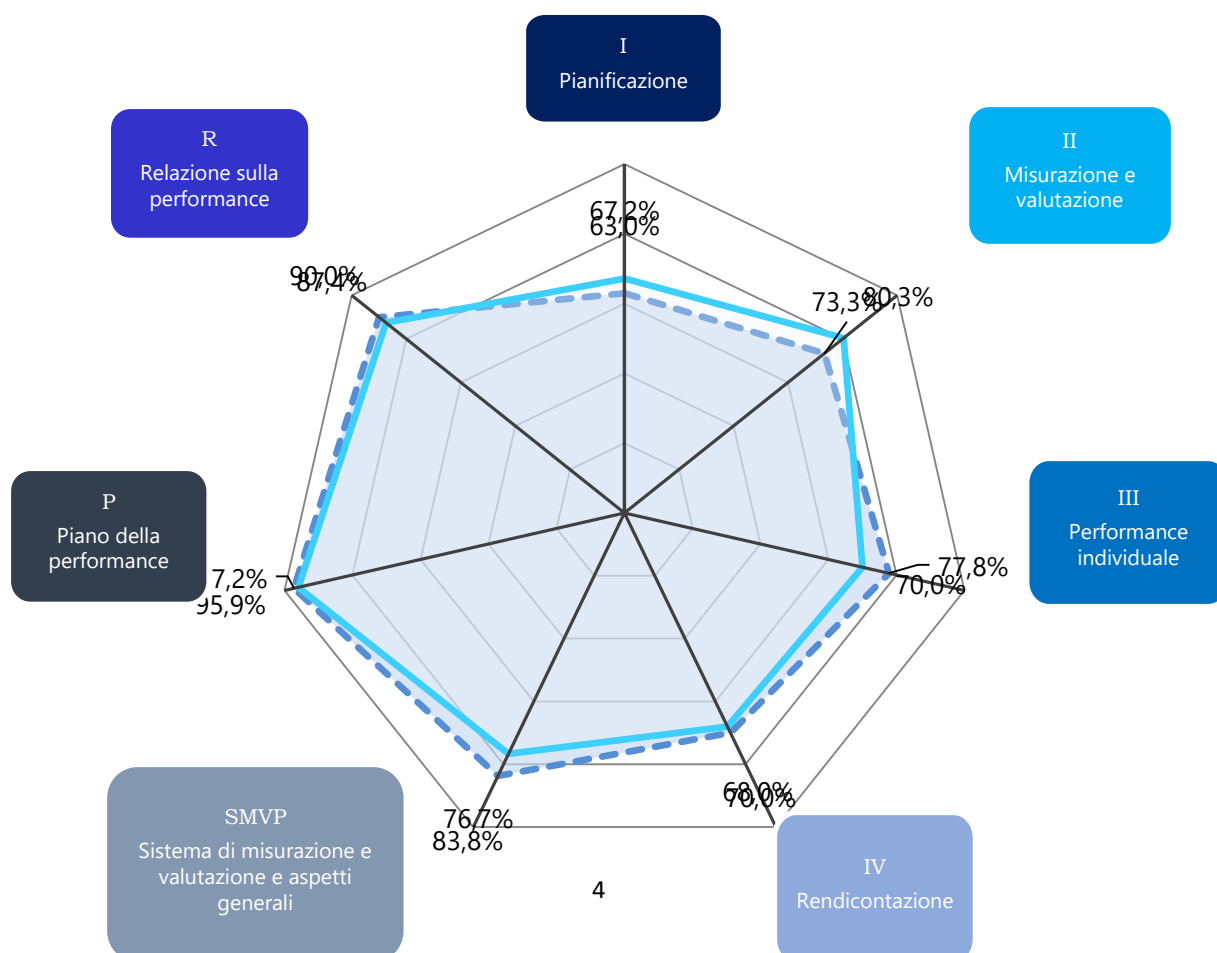 I
Pianificazione
R
Relazione sulla
performance
II
Misurazione e
valutazione
67,2%
63,0%
90,0%
87,4%
73,3%
80,3%
P
Piano della
performance
III
Performance
individuale
77,8%
70,0%
7,2%
95,9%
68,0%
70,0%
76,7%
83,8%
SMVP
Sistema di misurazione e
valutazione e aspetti
generali
IV
Rendicontazione
4